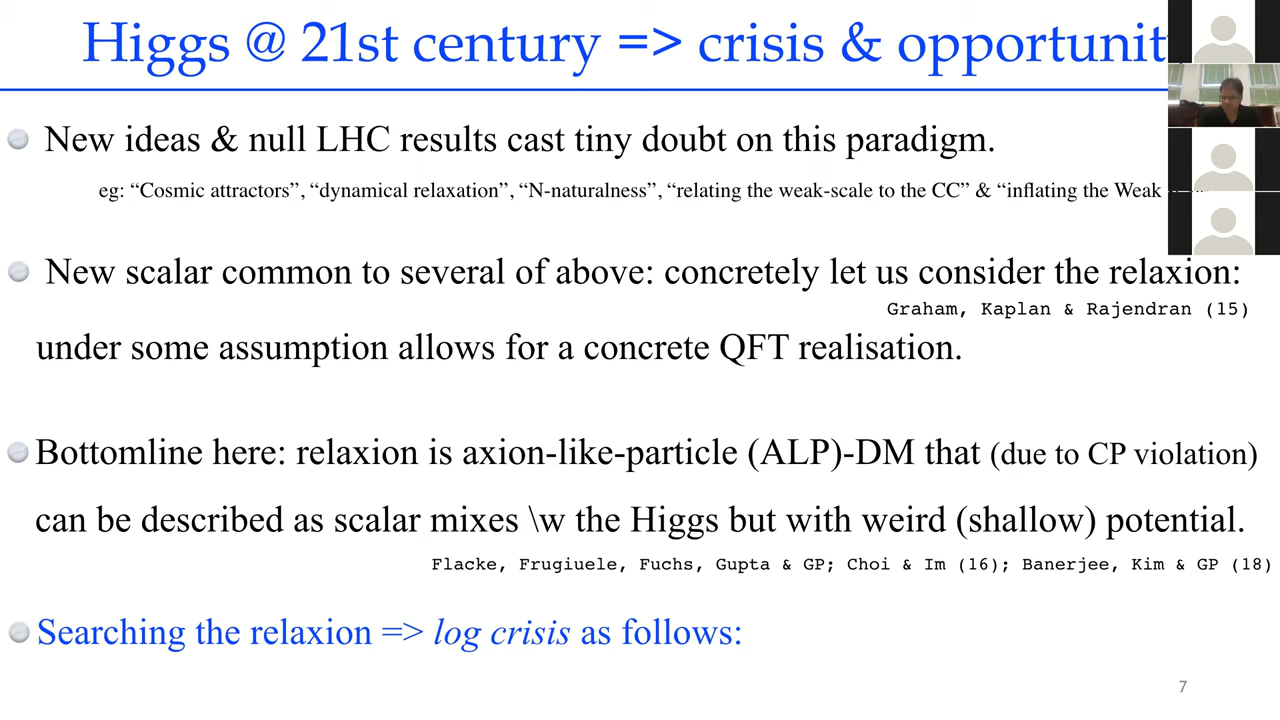 Higgs @ 21st century => crisis & opportunit
New ideas & null LHC results cast tiny doubt on this paradigm.
eg: “Cosmic attractors”, “dynamical relaxation”, “N-naturalness”, “relating the weak-scale to the CC” & “inflating the Weak
New scalar common to several of above: concretely let us consider the relaxion:
Graham, Kaplan & Rajendran (15)
under some assumption allows for a concrete QFT realisation.
Bottomline here: relaxion is axion-like-particle (ALP)-DM that (due to CP violation)
can be described as scalar mixes \w the Higgs but with weird (shallow) potential.
Flacke, Frugiuele, Fuchs, Gupta & GP; Choi & Im (16); Banerjee, Kim & GP (18)
Searching the relaxion => log crisis as follows:
7